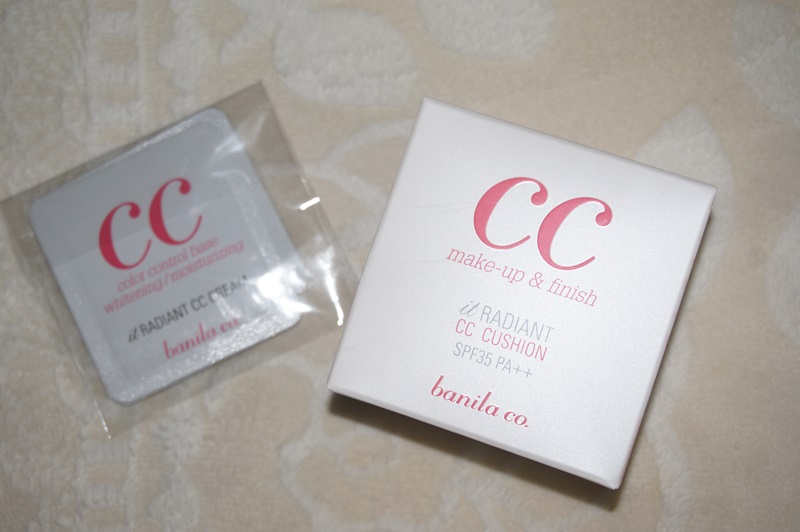 CC
color control base
whitening/moisturizing
it RADIANT CC CREAM
banila co.
CC
make-up & finish
it RADIANT
CC CUSHION
SPF35 PA++
banila co.